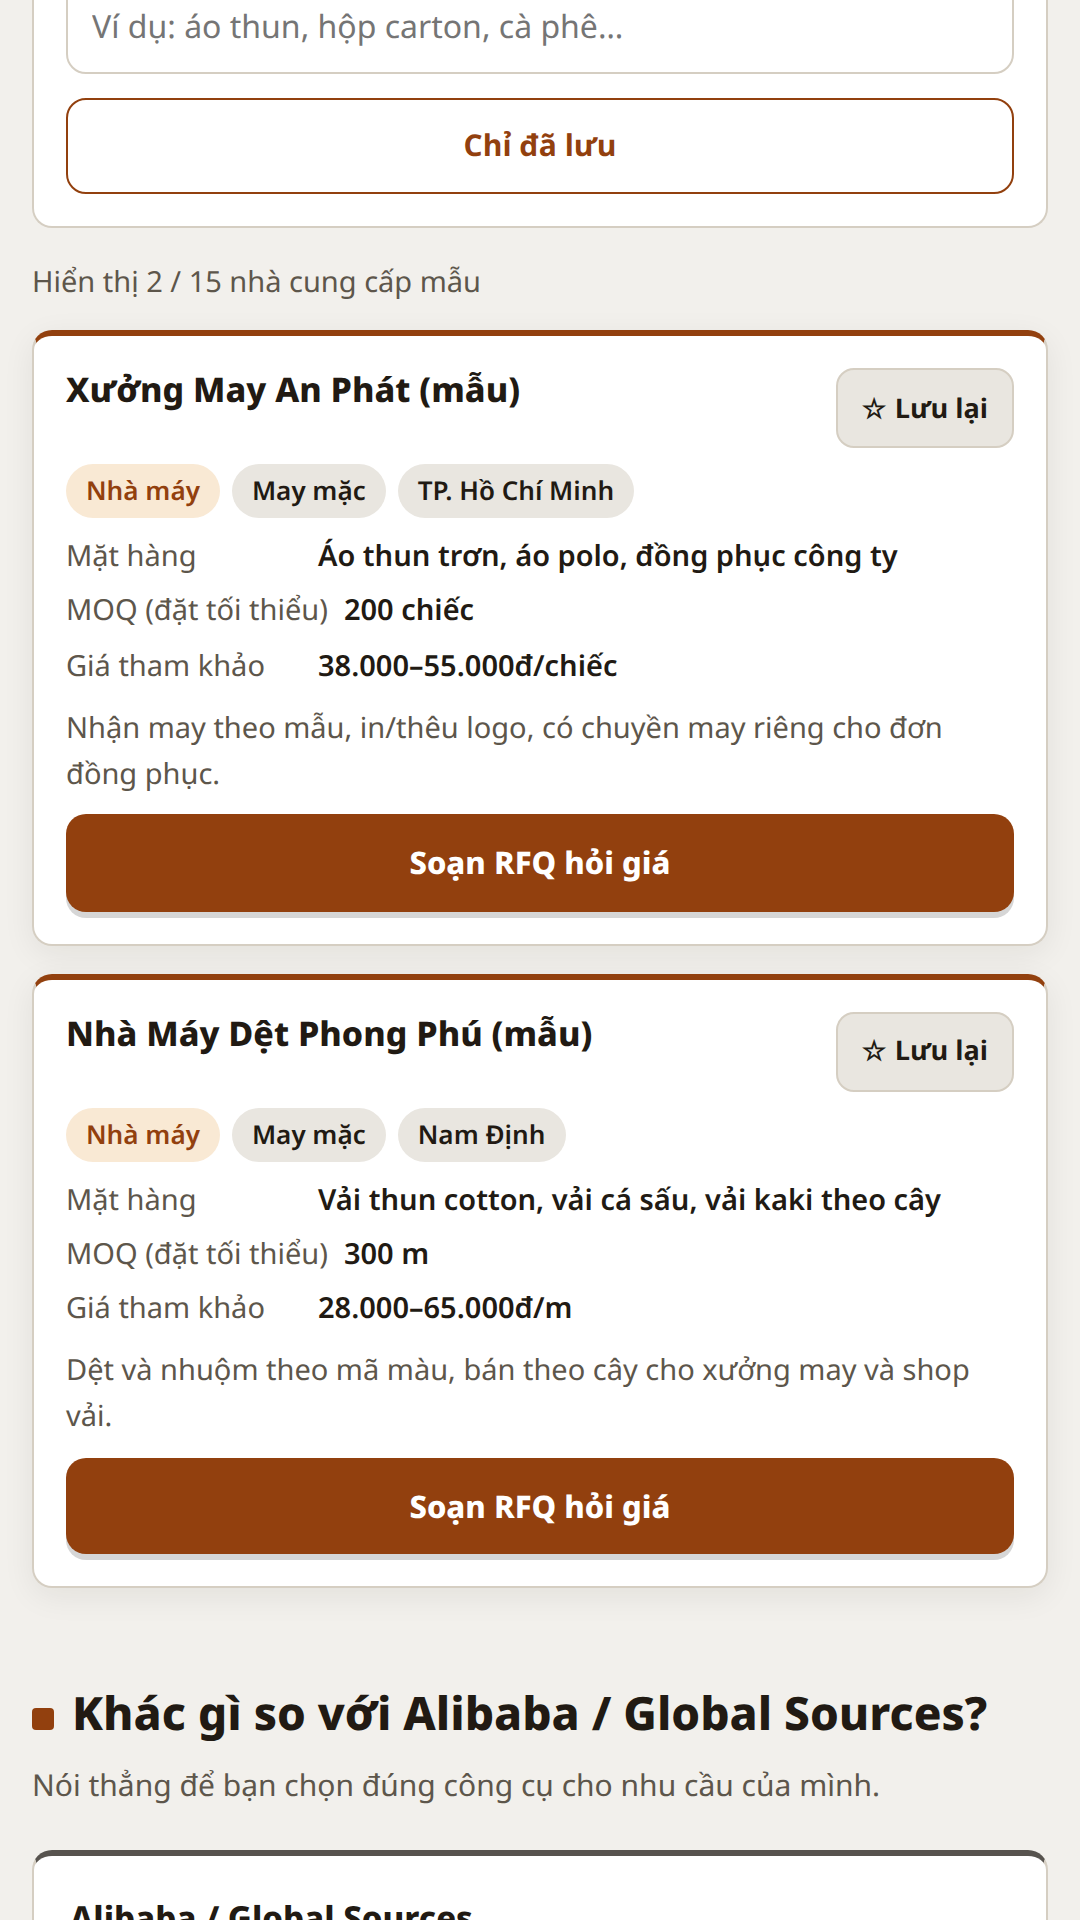 Ví dụ: áo thun, hộp carton, cà phê...
Chỉ đã lưu
Hiển thị 2 / 15 nhà cung cấp mẫu
Xưởng May An Phát (mẫu)
☆ Lưu lại
Nhà máy May mặc TP. Hồ Chí Minh
Mặt hàng Áo thun trơn, áo polo, đồng phục công ty
MOQ (đặt tối thiểu) 200 chiếc
Giá tham khảo 38.000–55.000đ/chiếc
Nhận may theo mẫu, in/thêu logo, có chuyền may riêng cho đơn
đồng phục.
Soạn RFQ hỏi giá
Nhà Máy Dệt Phong Phú (mẫu)
☆ Lưu lại
Nhà máy May mặc Nam Định
Mặt hàng Vải thun cotton, vải cá sấu, vải kaki theo cây
MOQ (đặt tối thiểu) 300 m
Giá tham khảo 28.000–65.000đ/m
Dệt và nhuộm theo mã màu, bán theo cây cho xưởng may và shop
vải.
Soạn RFQ hỏi giá
Khác gì so với Alibaba / Global Sources?
Nói thẳng để bạn chọn đúng công cụ cho nhu cầu của mình.
Alibaba / Global Sources